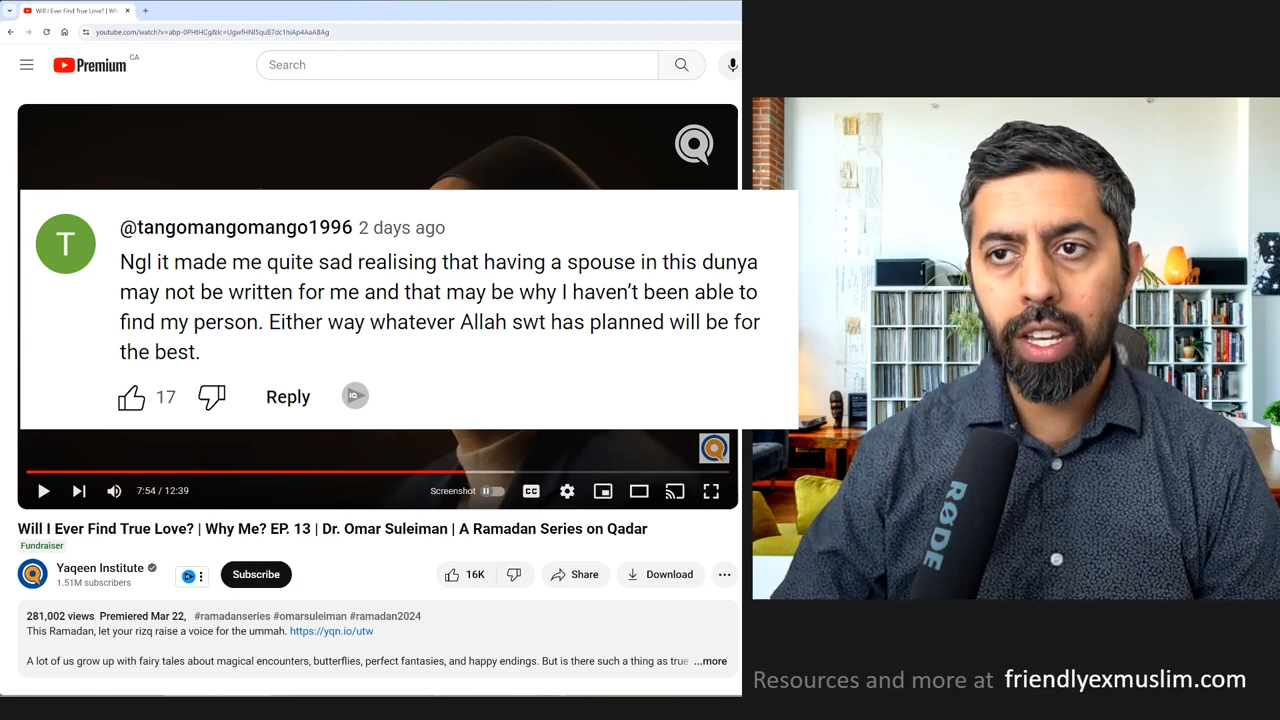 Will I Ever Find True Love? | Wh
youtube.com/watch?v=abp-0PHtHCg&lc=UgwfHNI5quB7dc1hiAp4AaABAg
Premium CA
Search
@tangomangomango1996 2 days ago
Ngl it made me quite sad realising that having a spouse in this dunya
may not be written for me and that may be why I haven't been able to
find my person. Either way whatever Allah swt has planned will be for
the best.
17 Reply
7:54 / 12:39 Screenshot CC
Will I Ever Find True Love? | Why Me? EP. 13 | Dr. Omar Suleiman | A Ramadan Series on Qadar
Fundraiser
Yaqeen Institute
1.51M subscribers
Subscribe
16K
Share
Download
281,002 views Premiered Mar 22, #ramadanseries #omarsuleiman #ramadan2024
This Ramadan, let your rizq raise a voice for the ummah. https://yqn.io/utw
A lot of us grow up with fairy tales about magical encounters, butterflies, perfect fantasies, and happy endings. But is there such a thing as true ...more
RØDE
Resources and more at friendlyexmuslim.com